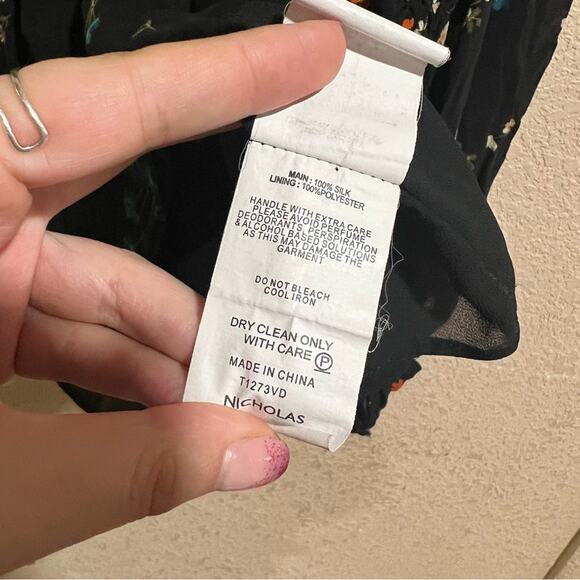 MAIN : 100% SILK
LINING : 100%POLYESTER
HANDLE WITH EXTRA CARE
PLEASE AVOID PERFUME
DEODORANTS, PERSPIRATION
& ALCOHOL BASED SOLUTIONS
AS THIS MAY DAMAGE THE
GARMENT
DO NOT BLEACH
COOL IRON
DRY CLEAN ONLY
WITH CARE Ⓟ
MADE IN CHINA
T1273VD
NICHOLAS